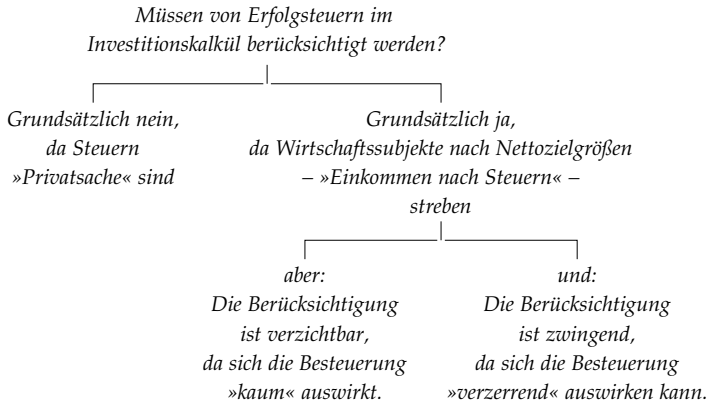 Müssen von Erfolgsteuern im
Investitionskalkül berücksichtigt werden?
Grundsätzlich nein,
da Steuern
»Privatsache« sind
Grundsätzlich ja,
da Wirtschaftssubjekte nach Nettozielgrößen
– »Einkommen nach Steuern« –
streben
aber:
Die Berücksichtigung
ist verzichtbar,
da sich die Besteuerung
»kaum« auswirkt.
und:
Die Berücksichtigung
ist zwingend,
da sich die Besteuerung
»verzerrend« auswirken kann.